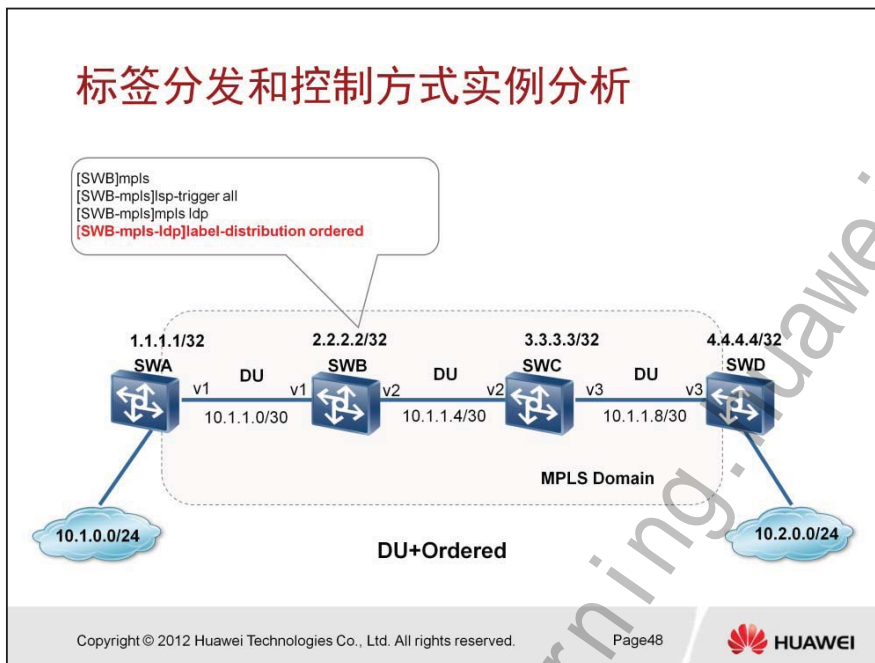 标签分发和控制方式实例分析
[SWB]mpls
[SWB-mpls]lsp-trigger all
[SWB-mpls]mpls ldp
[SWB-mpls-ldp]label-distribution ordered
1.1.1.1/32 2.2.2.2/32 3.3.3.3/32 4.4.4.4/32
SWA DU SWB DU SWC DU SWD
v1 v1 v2 v2 v3 v3
10.1.1.0/30 10.1.1.4/30 10.1.1.8/30
MPLS Domain
10.1.0.0/24 10.2.0.0/24
DU+Ordered
Copyright © 2012 Huawei Technologies Co., Ltd. All rights reserved. Page48 HUAWEI
rning.huawei.